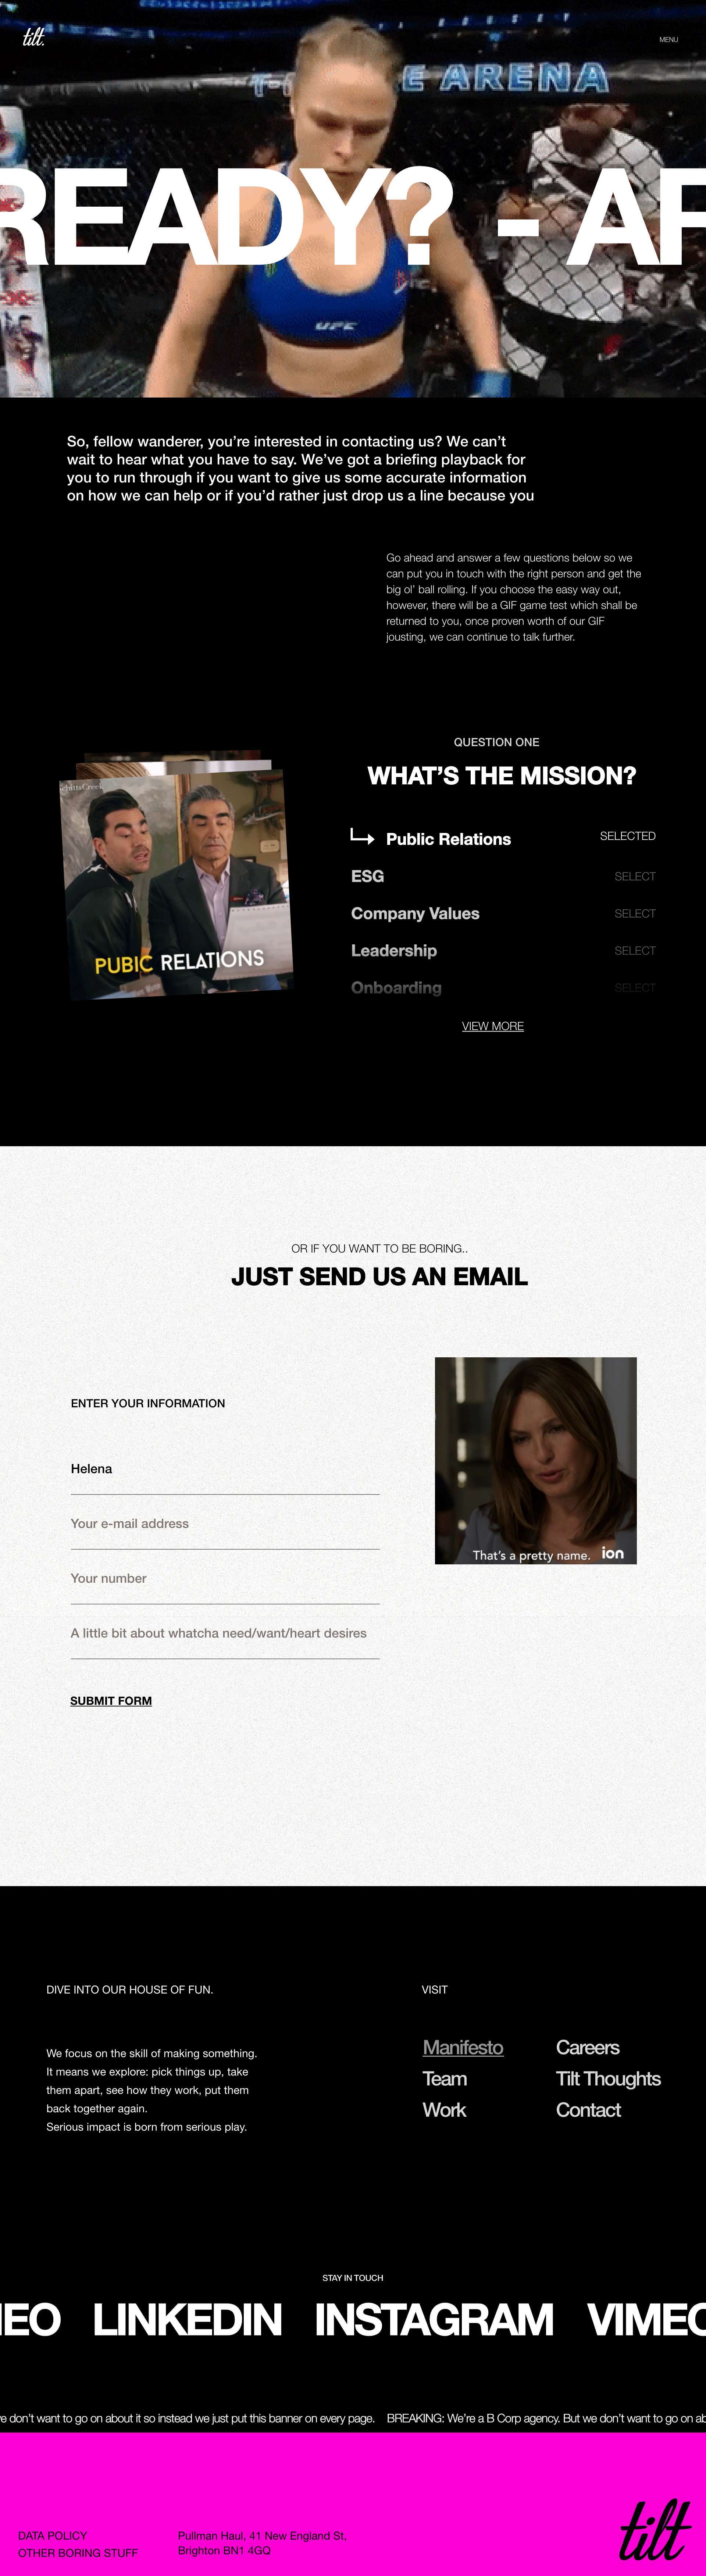 tilt.
MENU
T- E ARENA
READY? - AR
UFC
So, fellow wanderer, you’re interested in contacting us? We can’t
wait to hear what you have to say. We’ve got a briefing playback for
you to run through if you want to give us some accurate information
on how we can help or if you’d rather just drop us a line because you
Go ahead and answer a few questions below so we
can put you in touch with the right person and get the
big ol’ ball rolling. If you choose the easy way out,
however, there will be a GIF game test which shall be
returned to you, once proven worth of our GIF
jousting, we can continue to talk further.
QUESTION ONE
WHAT’S THE MISSION?
Public Relations SELECTED
ESG SELECT
Company Values SELECT
Leadership SELECT
Onboarding SELECT
VIEW MORE
PUBIC RELATIONS
OR IF YOU WANT TO BE BORING..
JUST SEND US AN EMAIL
ENTER YOUR INFORMATION
Helena
Your e-mail address
Your number
A little bit about whatcha need/want/heart desires
SUBMIT FORM
That’s a pretty name. ion
DIVE INTO OUR HOUSE OF FUN.
We focus on the skill of making something.
It means we explore: pick things up, take
them apart, see how they work, put them
back together again.
Serious impact is born from serious play.
VISIT
Manifesto Careers
Team Tilt Thoughts
Work Contact
STAY IN TOUCH
MEO LINKEDIN INSTAGRAM VIMEO
e don’t want to go on about it so instead we just put this banner on every page. BREAKING: We’re a B Corp agency. But we don’t want to go on ab
DATA POLICY
OTHER BORING STUFF
Pullman Haul, 41 New England St.
Brighton BN1 4GQ
tilt